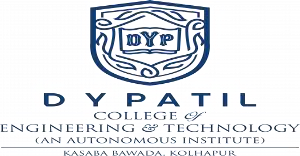 DYP
D Y PATIL
COLLEGE of
ENGINEERING & TECHNOLOGY
(AN AUTONOMOUS INSTITUTE)
KASABA BAWADA, KOLHAPUR